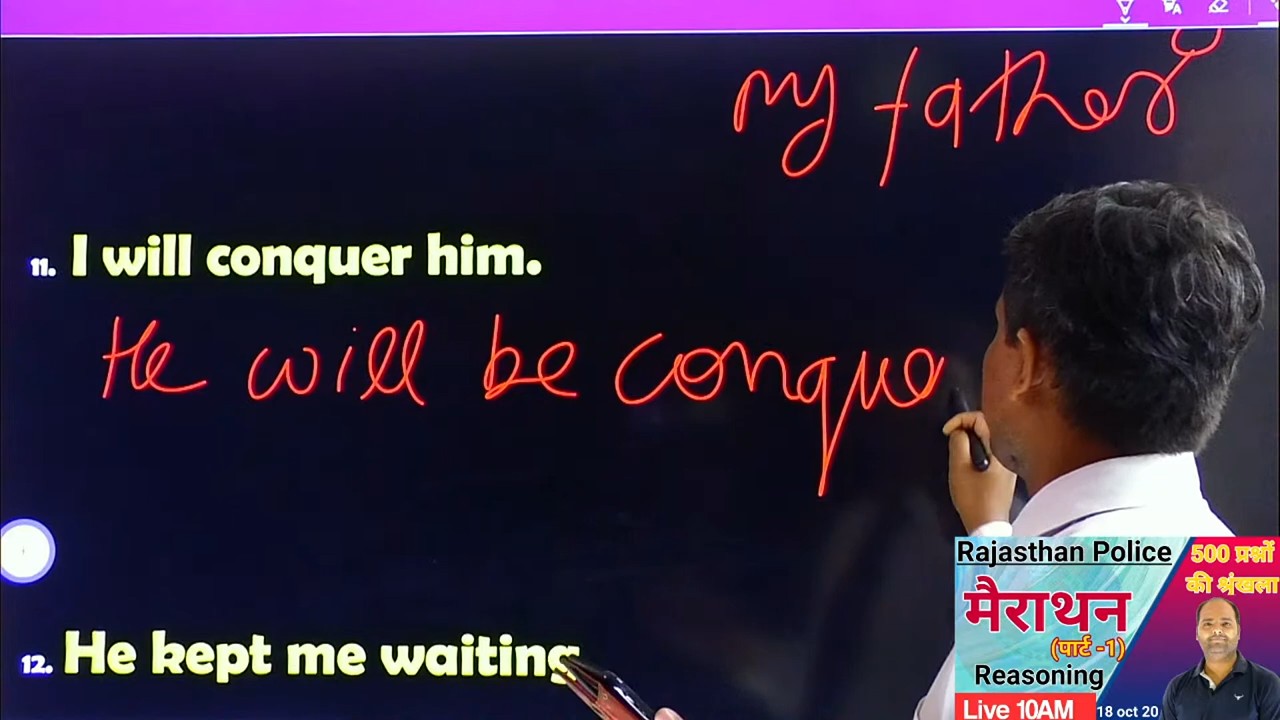 my father
11. I will conquer him.
He will be conque
12. He kept me waiting
Rajasthan Police
मैराथन
(पार्ट -1)
Reasoning
Live 10AM
18 oct 20
500 प्रश्नों
की श्रृंखला